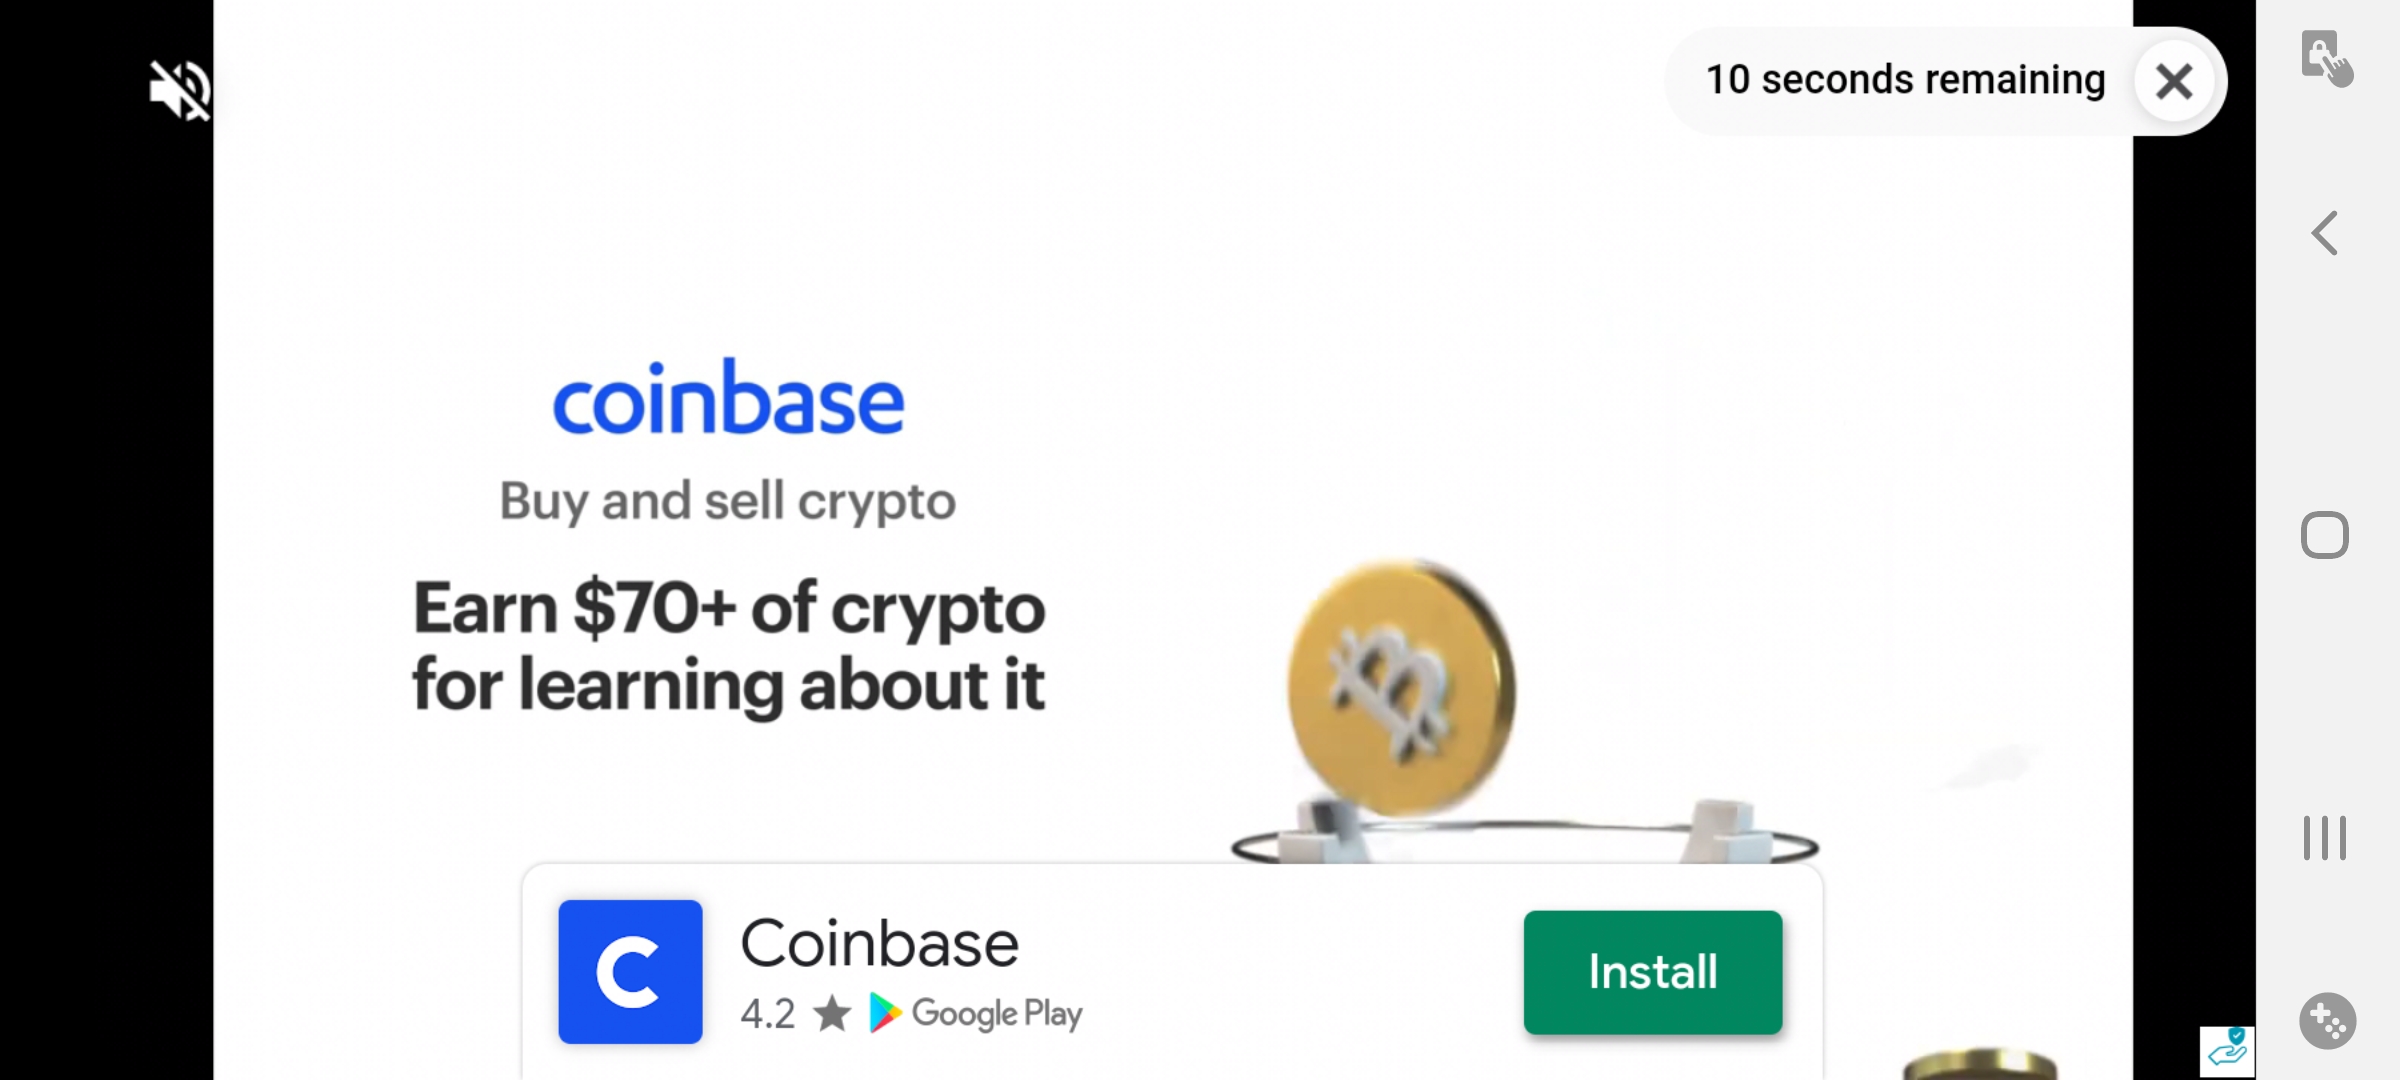 10 seconds remaining
coinbase
Buy and sell crypto
Earn $70+ of crypto
for learning about it
C
Coinbase
4.2 ★ Google Play
Install